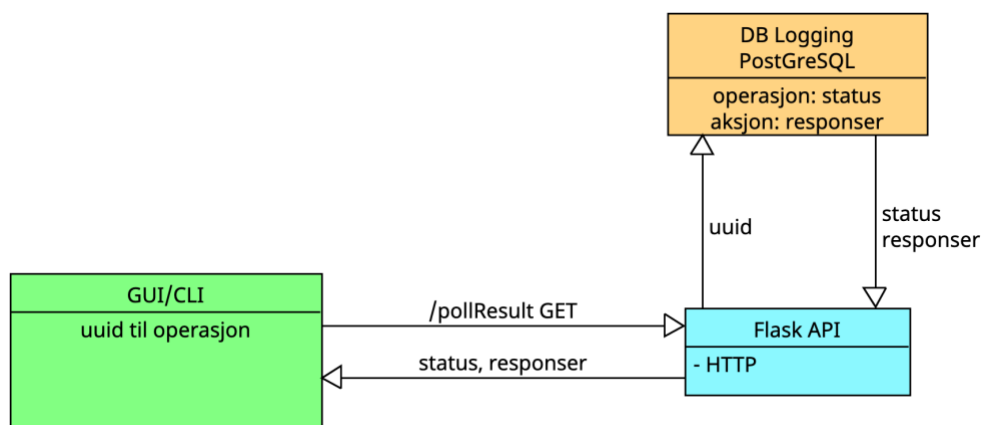 DB Logging
PostGreSQL
operasjon: status
aksjon: responser
uuid
status
responser
GUI/CLI
uuid til operasjon
/pollResult GET
status, responser
Flask API
- HTTP